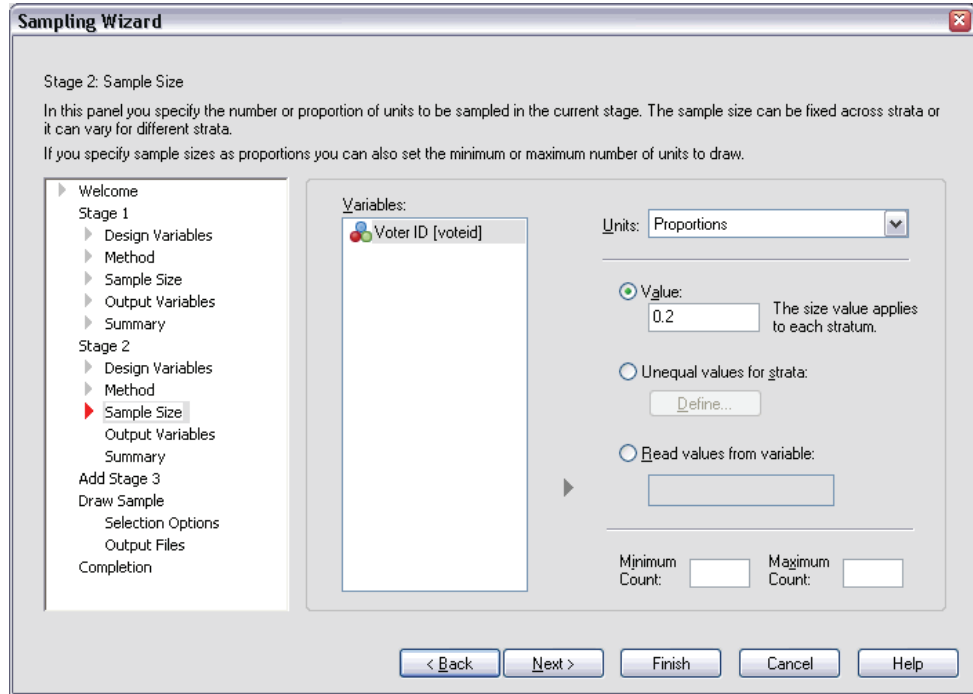 Sampling Wizard
Stage 2: Sample Size
In this panel you specify the number or proportion of units to be sampled in the current stage. The sample size can be fixed across strata or
it can vary for different strata.
If you specify sample sizes as proportions you can also set the minimum or maximum number of units to draw.
Welcome
Stage 1
Design Variables
Method
Sample Size
Output Variables
Summary
Stage 2
Design Variables
Method
Sample Size
Output Variables
Summary
Add Stage 3
Draw Sample
Selection Options
Output Files
Completion
Variables:
Voter ID [voteid]
Units: Proportions
Value:
0.2
The size value applies
to each stratum.
Unequal values for strata:
Define...
Read values from variable:
Minimum
Count:
Maximum
Count:
< Back
Next >
Finish
Cancel
Help